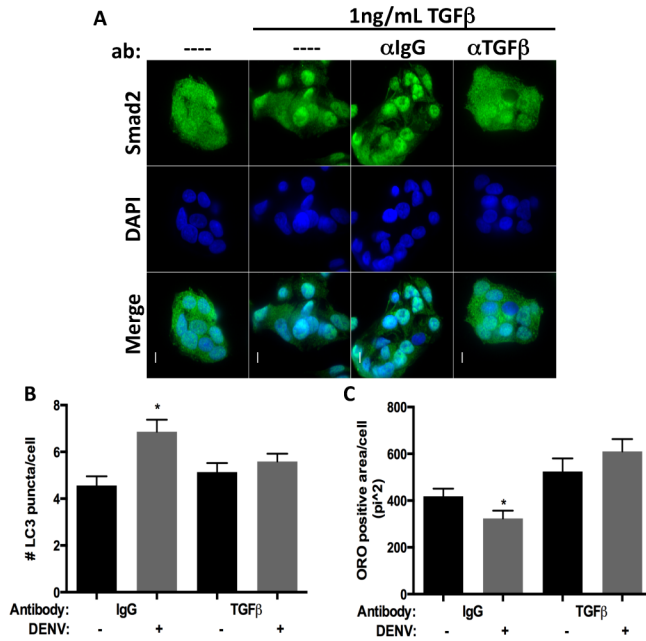 A
1ng/mL TGFβ
ab: ---- ---- αIgG αTGFβ
Smad2
DAPI
Merge
B
# LC3 puncta/cell
8
6
4
2
0
*
Antibody: IgG TGFβ
DENV: - + - +
C
ORO positive area/cell
(pi^2)
800
600
400
200
0
*
Antibody: IgG TGFβ
DENV: - + - +